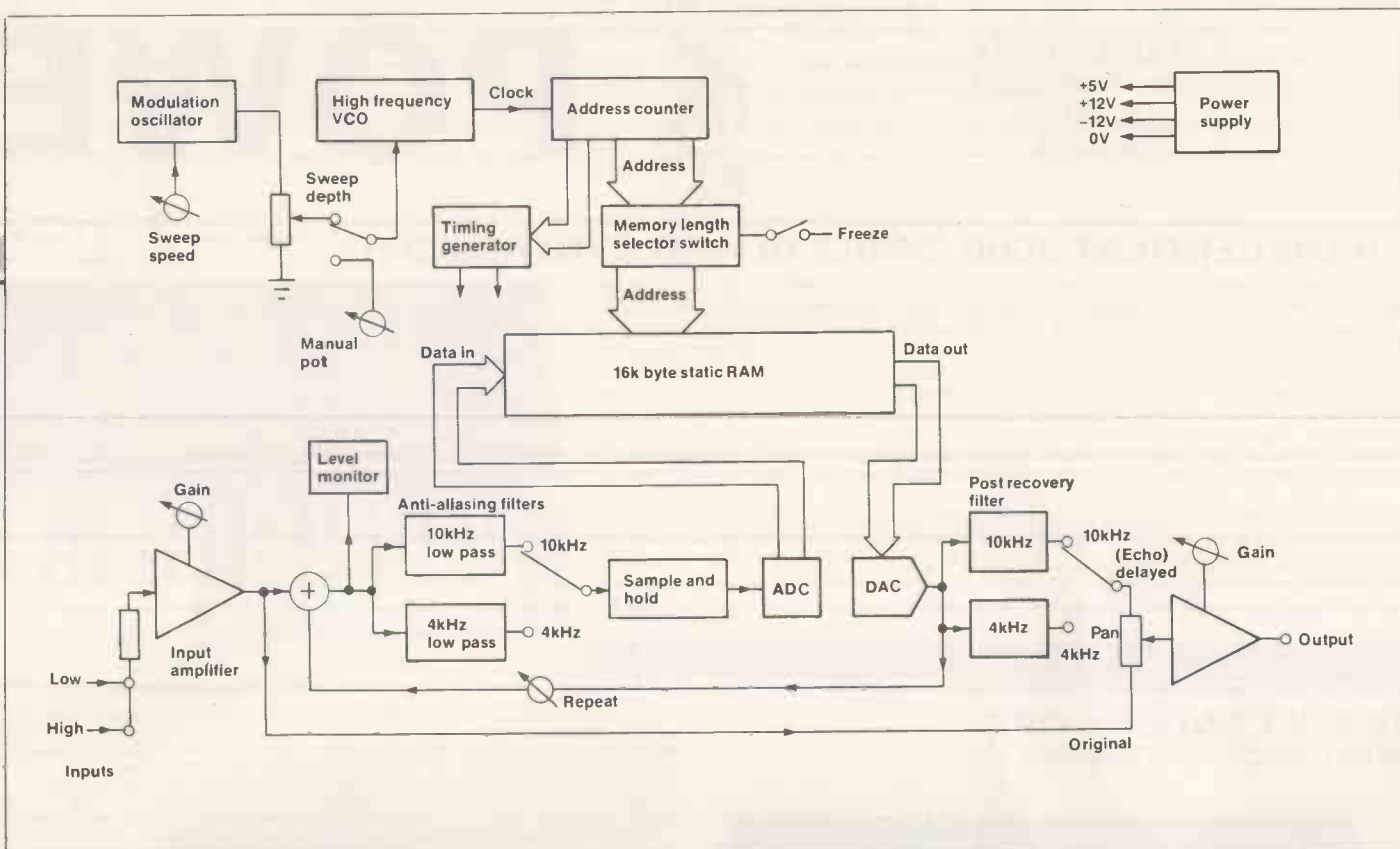 Modulation
oscillator
High frequency
VCO
Clock
Address counter
+5V
+12V
-12V
0V
Power
supply
Address
Sweep
depth
Sweep
speed
Timing
generator
Memory length
selector switch
Freeze
Address
Manual
pot
Data in
16k byte static RAM
Data out
Level
monitor
Gain
Anti-aliasing filters
10kHz
low pass
10kHz
4kHz
low pass
4kHz
Sample and
hold
ADC
DAC
Post recovery
filter
10kHz
10kHz
(Echo)
delayed
Gain
4kHz
4kHz
Pan
Output
Input
amplifier
Low
High
Inputs
Repeat
Original